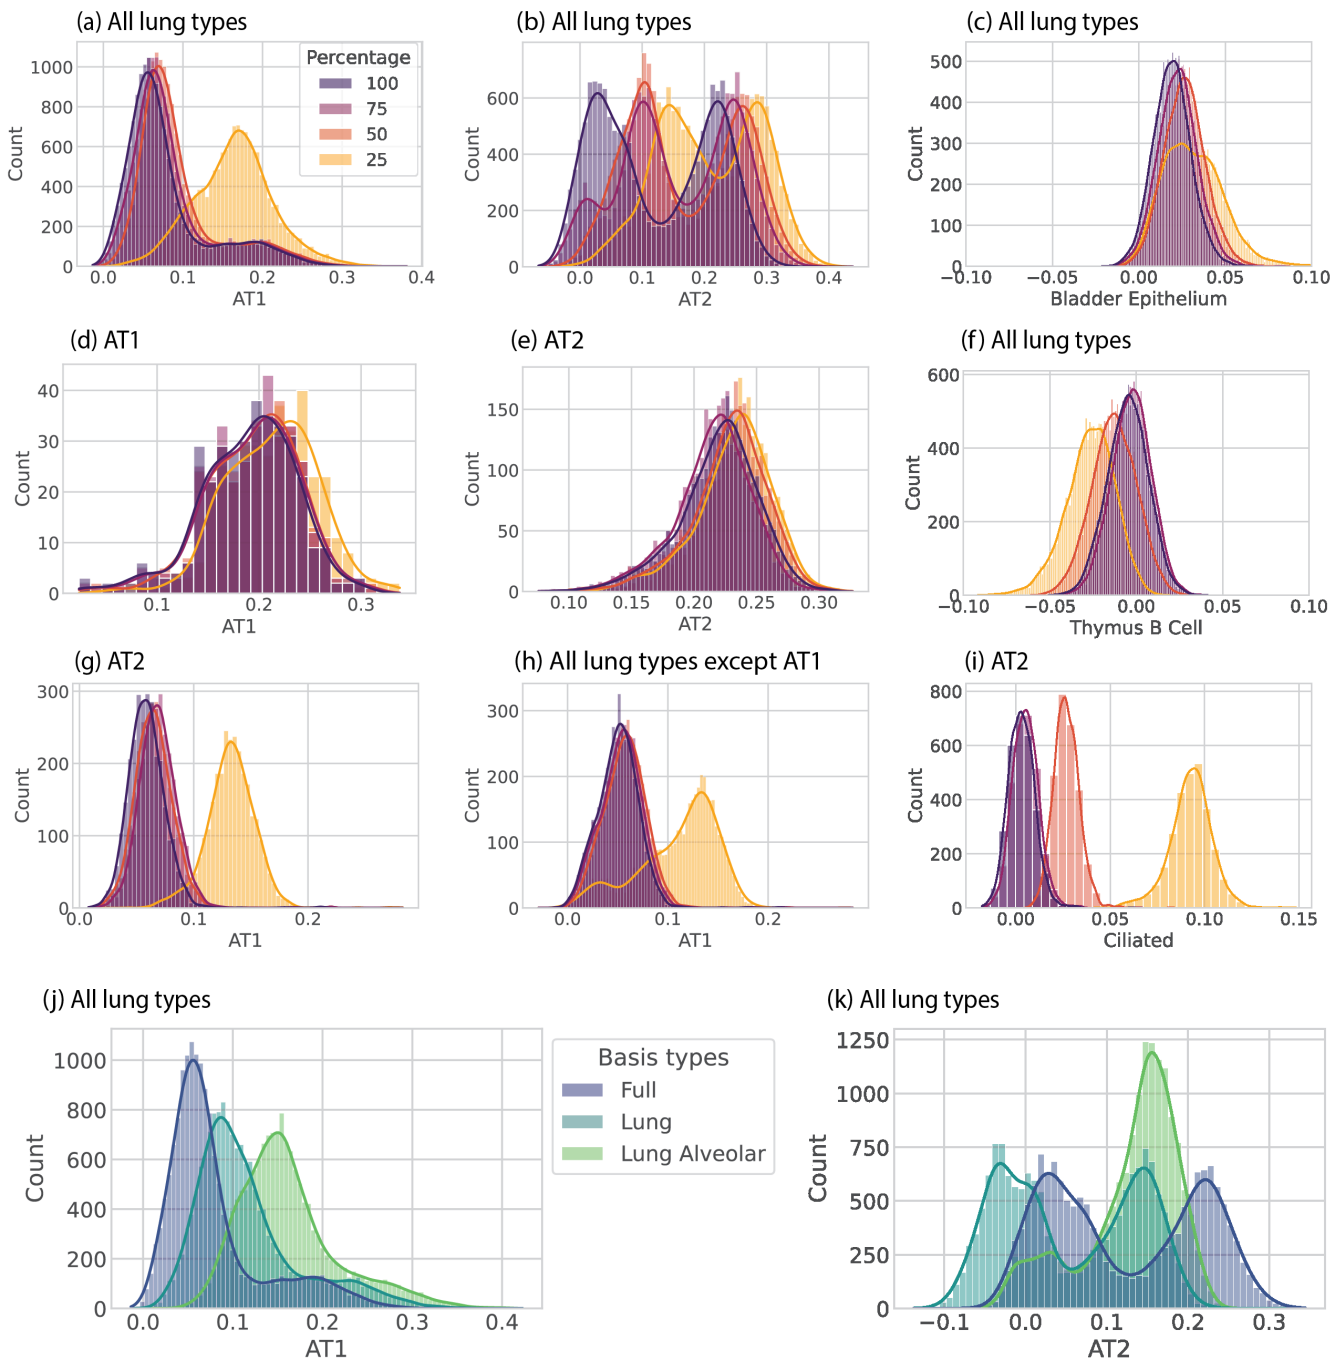 (a) All lung types
Count
1000
800
600
400
200
0
0.0 0.1 0.2 0.3 0.4
AT1
Percentage
100
75
50
25
(b) All lung types
Count
600
400
200
0
0.0 0.1 0.2 0.3 0.4
AT2
(c) All lung types
Count
500
400
300
200
100
0
−0.10 −0.05 0.00 0.05 0.10
Bladder Epithelium
(d) AT1
Count
40
30
20
10
0
0.1 0.2 0.3
AT1
(e) AT2
Count
150
100
50
0
0.10 0.15 0.20 0.25 0.30
AT2
(f) All lung types
Count
600
400
200
0
−0.10 −0.05 0.00 0.05 0.10
Thymus B Cell
(g) AT2
Count
300
200
100
0
0.0 0.1 0.2
AT1
(h) All lung types except AT1
Count
300
200
100
0
0.0 0.1 0.2
AT1
(i) AT2
Count
800
600
400
200
0
0.00 0.05 0.10 0.15
Ciliated
(j) All lung types
Count
1000
800
600
400
200
0
0.0 0.1 0.2 0.3 0.4
AT1
Basis types
Full
Lung
Lung Alveolar
(k) All lung types
Count
1250
1000
750
500
250
0
−0.1 0.0 0.1 0.2 0.3
AT2